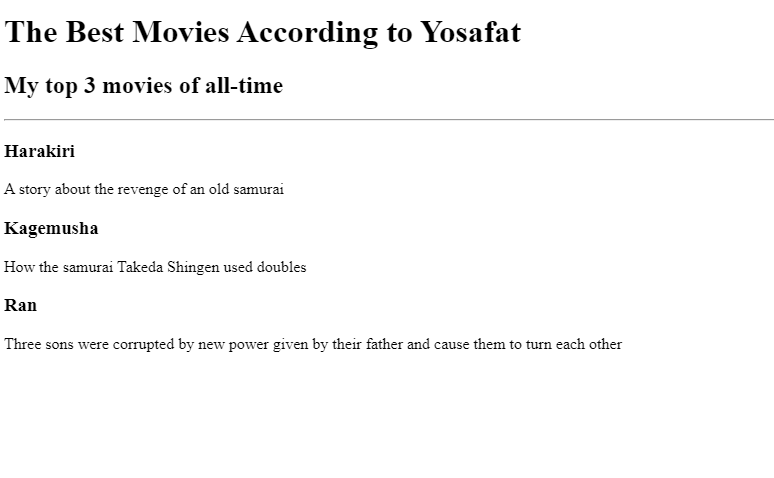 The Best Movies According to Yosafat
My top 3 movies of all-time
Harakiri
A story about the revenge of an old samurai
Kagemusha
How the samurai Takeda Shingen used doubles
Ran
Three sons were corrupted by new power given by their father and cause them to turn each other